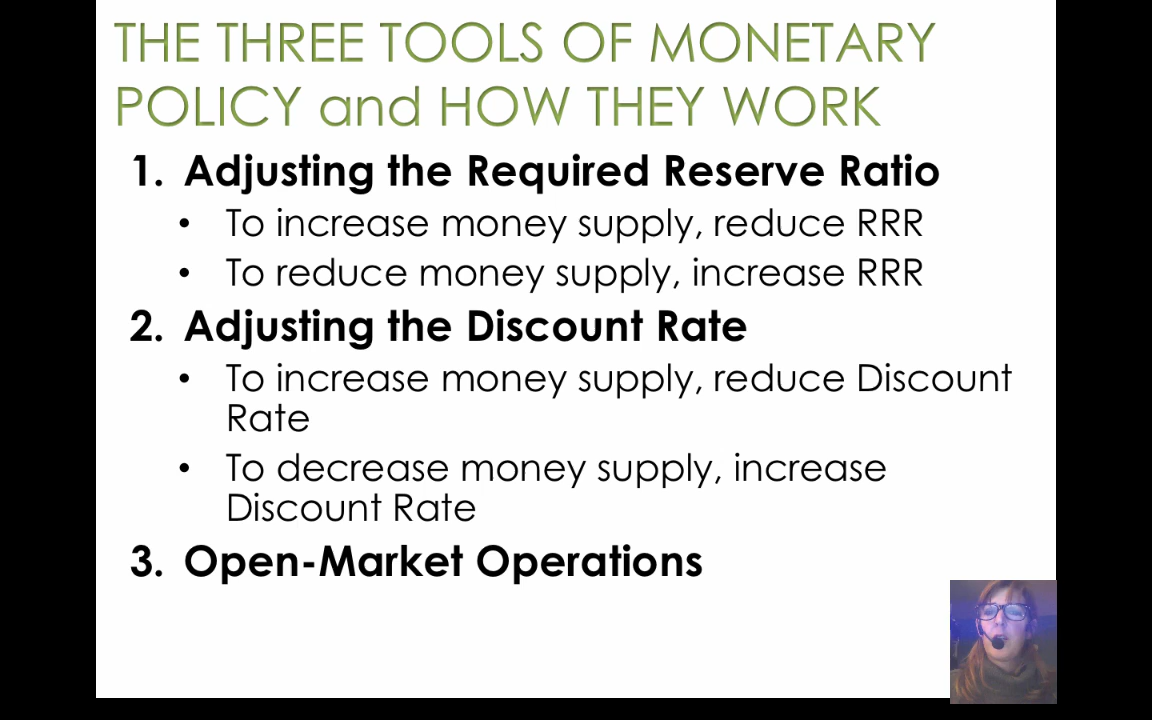 THE THREE TOOLS OF MONETARY
POLICY and HOW THEY WORK
1. Adjusting the Required Reserve Ratio
• To increase money supply, reduce RRR
• To reduce money supply, increase RRR
2. Adjusting the Discount Rate
• To increase money supply, reduce Discount
Rate
• To decrease money supply, increase
Discount Rate
3. Open-Market Operations